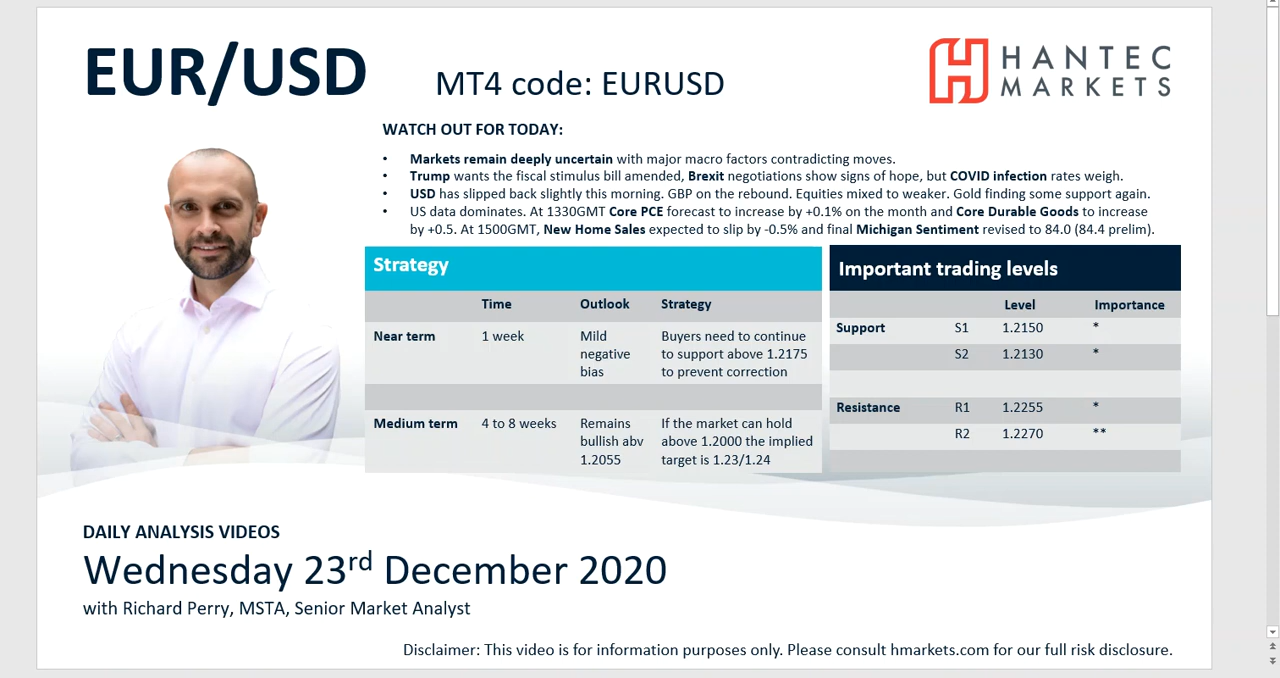 EUR/USD
MT4 code: EURUSD
HANTEC
MARKETS
WATCH OUT FOR TODAY:
• Markets remain deeply uncertain with major macro factors contradicting moves.
• Trump wants the fiscal stimulus bill amended, Brexit negotiations show signs of hope, but COVID infection rates weigh.
• USD has slipped back slightly this morning. GBP on the rebound. Equities mixed to weaker. Gold finding some support again.
• US data dominates. At 1330GMT Core PCE forecast to increase by +0.1% on the month and Core Durable Goods to increase
by +0.5. At 1500GMT, New Home Sales expected to slip by -0.5% and final Michigan Sentiment revised to 84.0 (84.4 prelim).
Strategy
Time Outlook Strategy
Near term 1 week Mild Buyers need to continue
negative to support above 1.2175
bias to prevent correction
Medium term 4 to 8 weeks Remains If the market can hold
bullish abv above 1.2000 the implied
1.2055 target is 1.23/1.24
Important trading levels
Level Importance
Support S1 1.2150 *
S2 1.2130 *
Resistance R1 1.2255 *
R2 1.2270 **
DAILY ANALYSIS VIDEOS
Wednesday 23rd December 2020
with Richard Perry, MSTA, Senior Market Analyst
Disclaimer: This video is for information purposes only. Please consult hmarkets.com for our full risk disclosure.